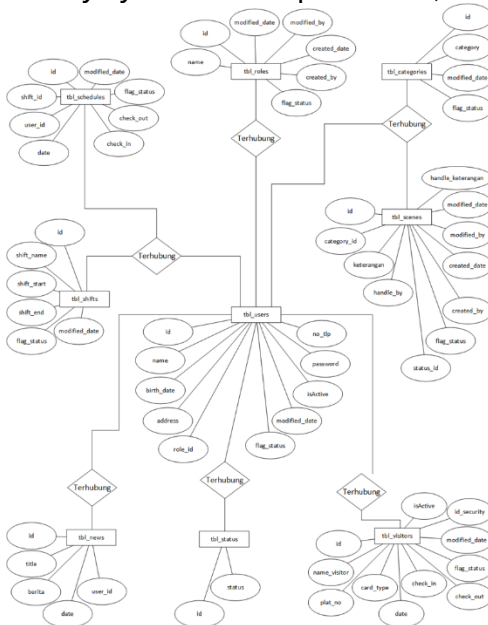 id
modified_date
shift_id
tbl_schedules
flag_status
user_id
check_out
date
check_in
modified_date
modified_by
id
created_date
name
tbl_roles
created_by
flag_status
Terhubung
id
category
tbl_categories
modified_date
flag_status
Terhubung
handle_keterangan
modified_date
id
tbl_scenes
modified_by
category_id
created_date
keterangan
handle_by
created_by
flag_status
status_id
id
Terhubung
shift_name
shift_start
tbl_shifts
shift_end
flag_status
modified_date
tbl_users
id
no_tlp
name
password
birth_date
isActive
address
modified_date
role_id
flag_status
Terhubung
Terhubung
Terhubung
id
tbl_news
title
berita
user_id
date
tbl_status
status
id
isActive
id_security
id
tbl_visitors
modified_date
name_visitor
flag_status
card_type
check_in
plat_no
check_out
date